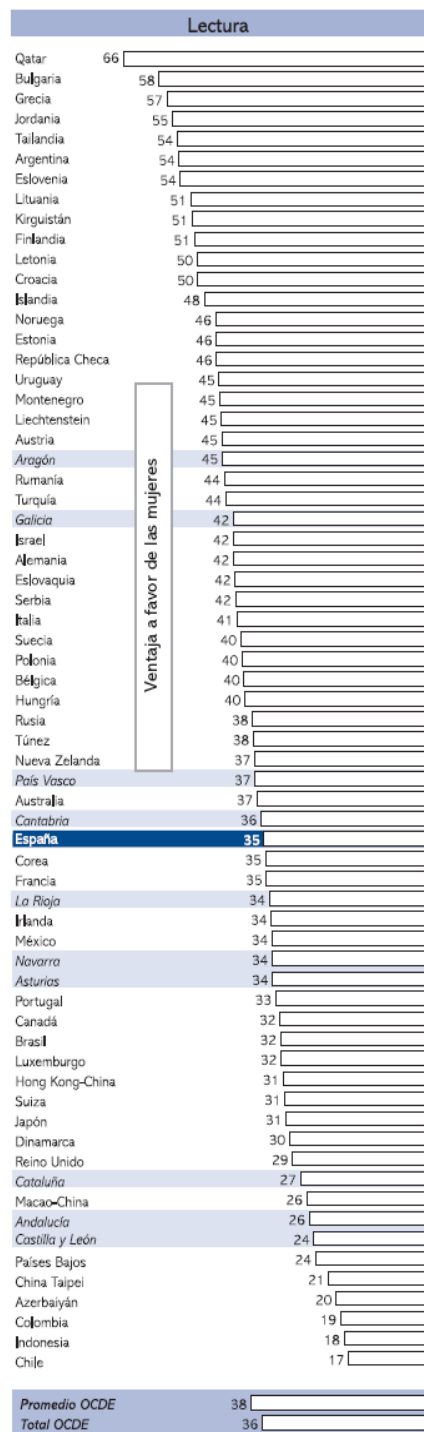 Lectura
Qatar 66
Bulgaria 58
Grecia 57
Jordania 55
Tailandia 54
Argentina 54
Eslovenia 54
Lituania 51
Kirguistán 51
Finlandia 51
Letonia 50
Croacia 50
Islandia 48
Noruega 46
Estonia 46
República Checa 46
Uruguay 45
Montenegro 45
Liechtenstein 45
Austria 45
Aragón 45
Rumanía 44
Turquía 44
Galicia 42
Israel 42
Alemania 42
Eslovaquia 42
Serbia 42
Italia 41
Suecia 40
Polonia 40
Bélgica 40
Hungría 40
Rusia 38
Túnez 38
Nueva Zelanda 37
País Vasco 37
Australia 37
Cantabria 36
España 35
Corea 35
Francia 35
La Rioja 34
Irlanda 34
México 34
Navarra 34
Asturias 34
Portugal 33
Canadá 32
Brasil 32
Luxemburgo 32
Hong Kong-China 31
Suiza 31
Japón 31
Dinamarca 30
Reino Unido 29
Cataluña 27
Macao-China 26
Andalucía 26
Castilla y León 24
Países Bajos 24
China Taipei 21
Azerbaiyán 20
Colombia 19
Indonesia 18
Chile 17
Ventaja a favor de las mujeres
Promedio OCDE 38
Total OCDE 36